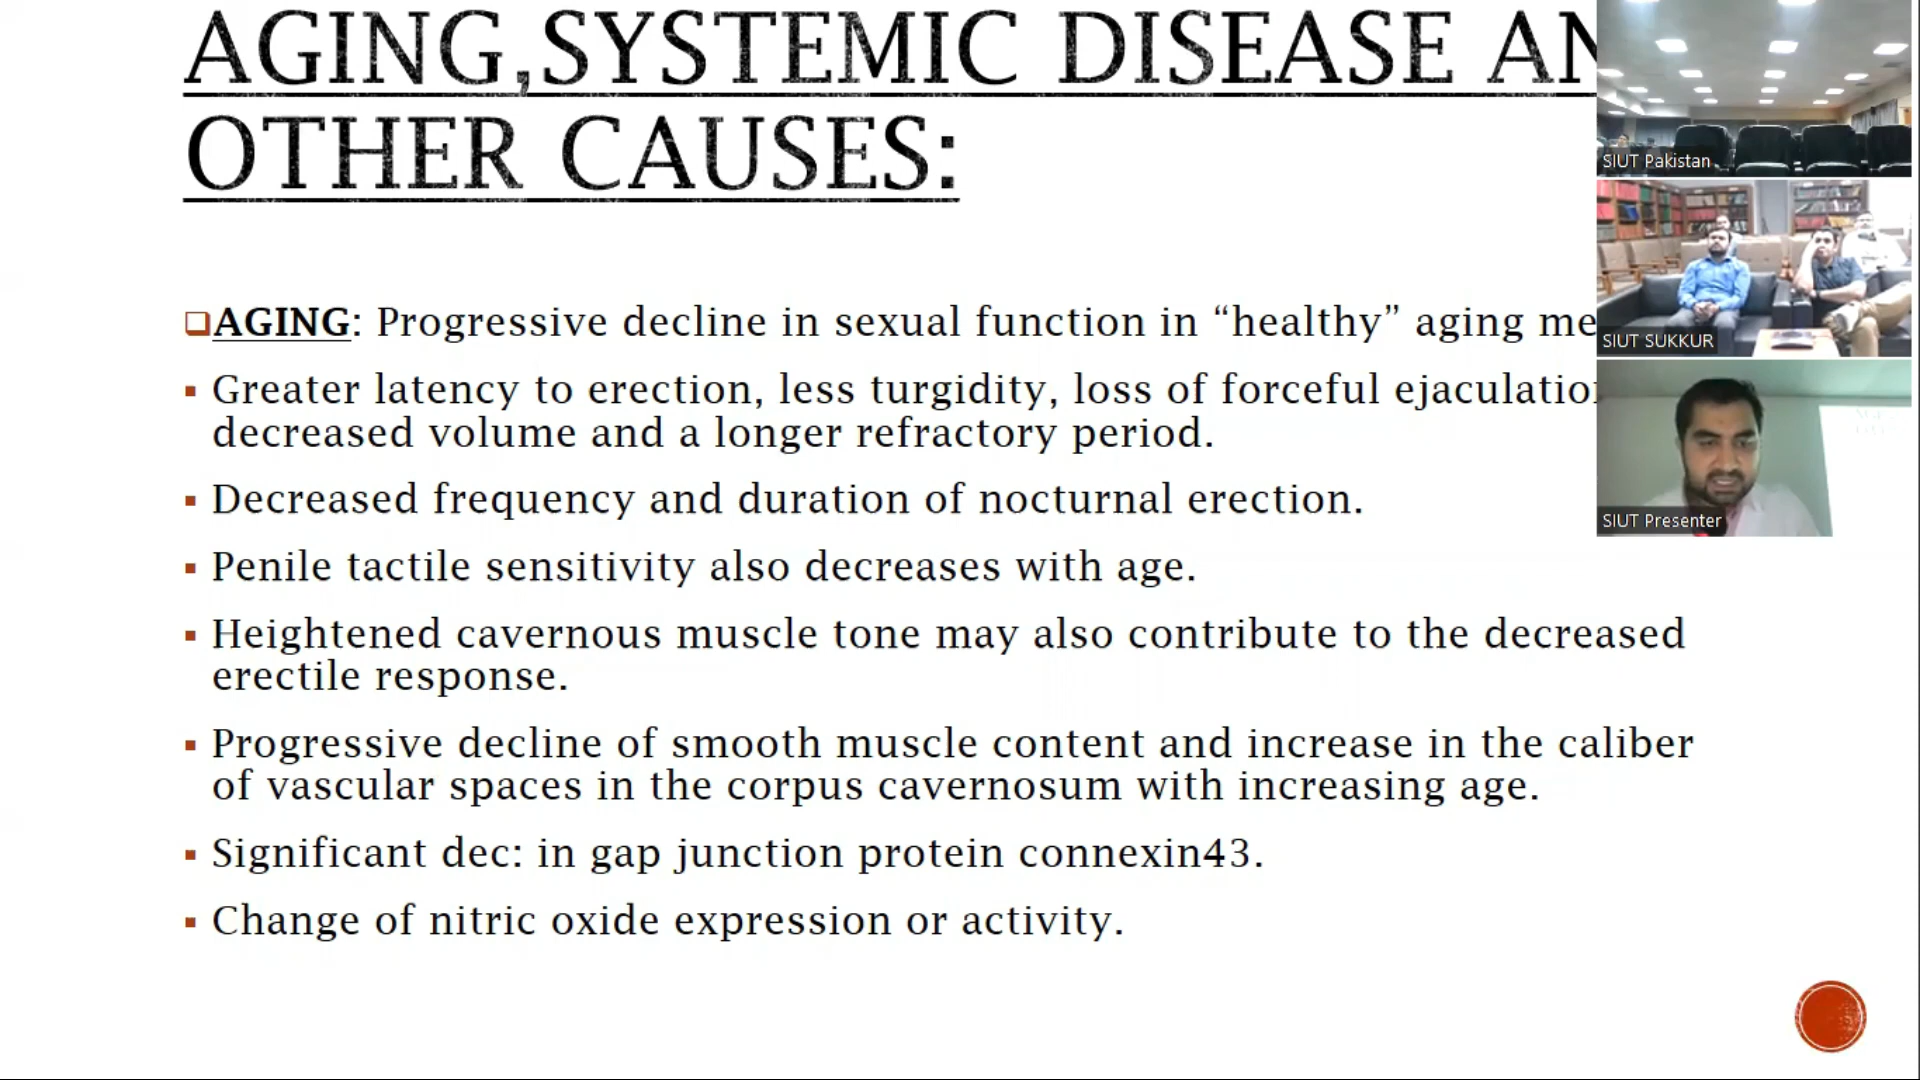 AGING,SYSTEMIC DISEASE AN
OTHER CAUSES:
AGING: Progressive decline in sexual function in “healthy” aging me
Greater latency to erection, less turgidity, loss of forceful ejaculation
decreased volume and a longer refractory period.
Decreased frequency and duration of nocturnal erection.
Penile tactile sensitivity also decreases with age.
Heightened cavernous muscle tone may also contribute to the decreased
erectile response.
Progressive decline of smooth muscle content and increase in the caliber
of vascular spaces in the corpus cavernosum with increasing age.
Significant dec: in gap junction protein connexin43.
Change of nitric oxide expression or activity.
SIUT Pakistan
SIUT SUKKUR
SIUT Presenter